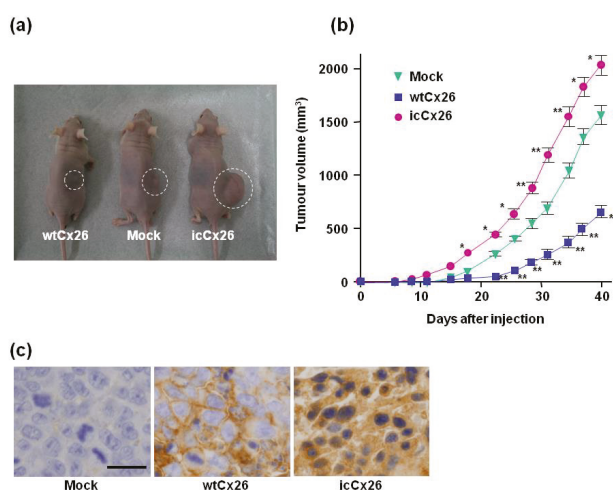 (a)
(b)
wtCx26
Mock
icCx26
Tumour volume (mm³)
2000
1500
1000
500
0
Mock
wtCx26
icCx26
*
*
*
**
**
**
**
*
*
**
**
**
**
**
**
**
*
0
10
20
30
40
Days after injection
(c)
Mock
wtCx26
icCx26